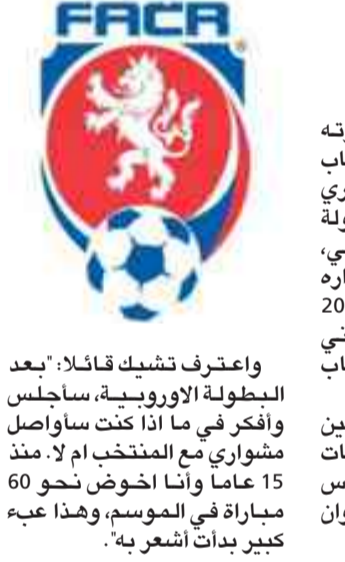 FACR
®
واعترف تشيك قائلا: "بعد
البطولة الاوروبية، سأجلس
وأفكر في ما اذا كنت سأواصل
مشواري مع المنتخب ام لا. منذ
15 عاما وأنا اخوض نحو 60
مباراة في الموسم، وهذا عبء
كبير بدأت أشعر به".
20